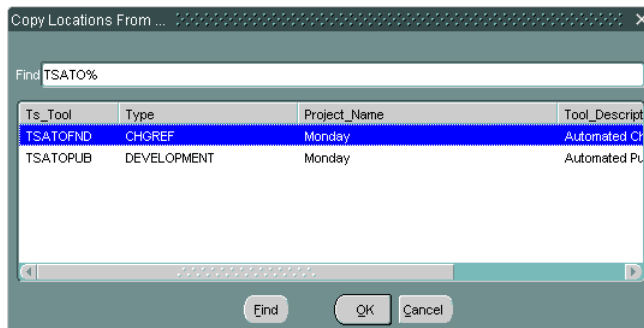 Copy Locations From ...
Find TSATO%
Ts_Tool Type Project_Name Tool_Descript
TSATOFND CHGREF Monday Automated Ch
TSATOPUB DEVELOPMENT Monday Automated Pu
Find OK Cancel